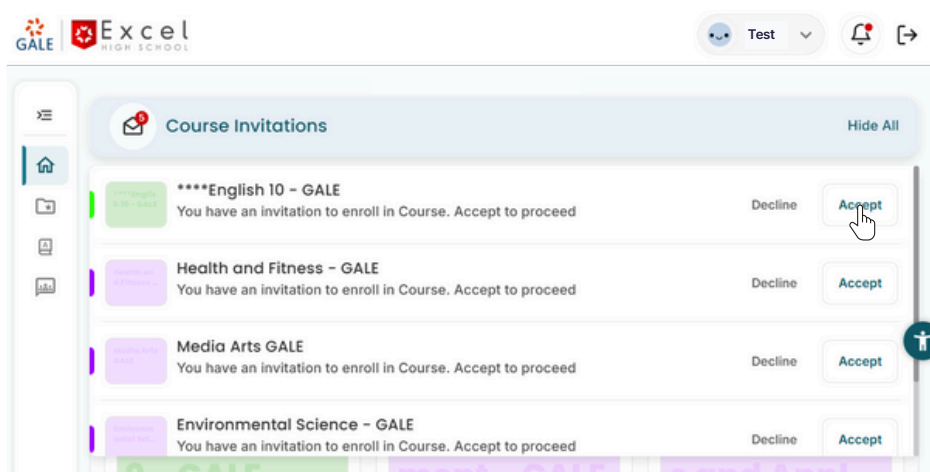 GALE
Excel
HIGH SCHOOL
Test
5
Course Invitations
Hide All
****English 10 - GALE
You have an invitation to enroll in Course. Accept to proceed
Decline
Accept
Health and Fitness - GALE
You have an invitation to enroll in Course. Accept to proceed
Decline
Accept
Media Arts GALE
You have an invitation to enroll in Course. Accept to proceed
Decline
Accept
Environmental Science - GALE
You have an invitation to enroll in Course. Accept to proceed
Decline
Accept